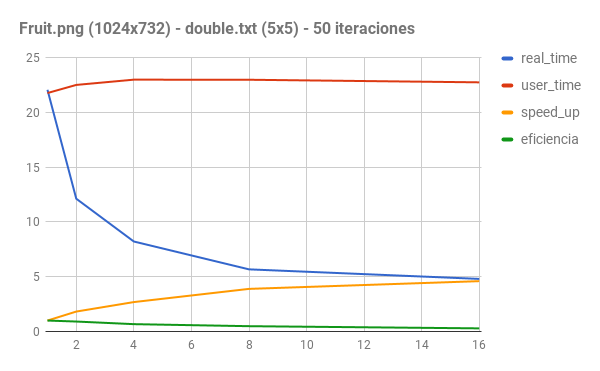 Fruit.png (1024x732) - double.txt (5x5) - 50 iteraciones
25
20
15
10
5
0
2 4 6 8 10 12 14 16
real_time
user_time
speed_up
eficiencia